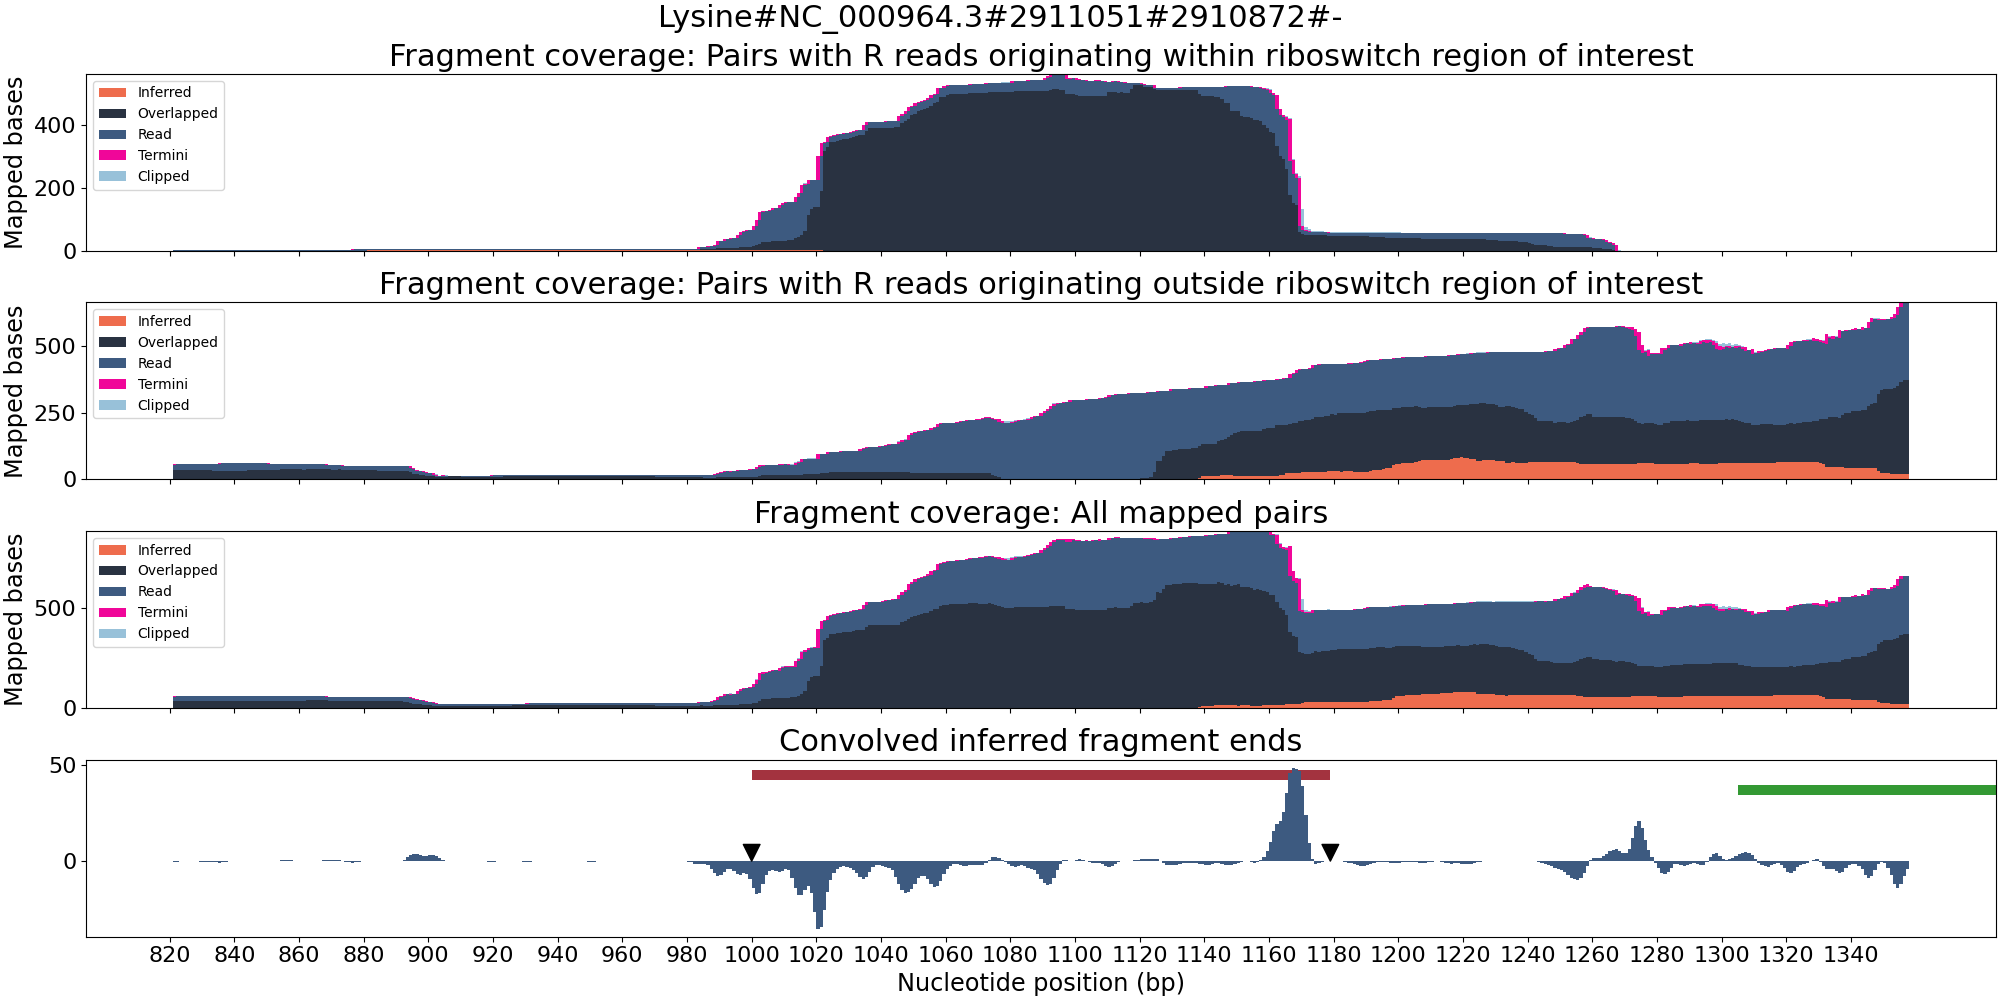 Lysine#NC_000964.3#2911051#2910872#-
Fragment coverage: Pairs with R reads originating within riboswitch region of interest
Mapped bases
400
200
0
Inferred
Overlapped
Read
Termini
Clipped
Fragment coverage: Pairs with R reads originating outside riboswitch region of interest
Mapped bases
500
250
0
Inferred
Overlapped
Read
Termini
Clipped
Fragment coverage: All mapped pairs
Mapped bases
500
0
Inferred
Overlapped
Read
Termini
Clipped
Convolved inferred fragment ends
50
0
820 840 860 880 900 920 940 960 980 1000 1020 1040 1060 1080 1100 1120 1140 1160 1180 1200 1220 1240 1260 1280 1300 1320 1340
Nucleotide position (bp)